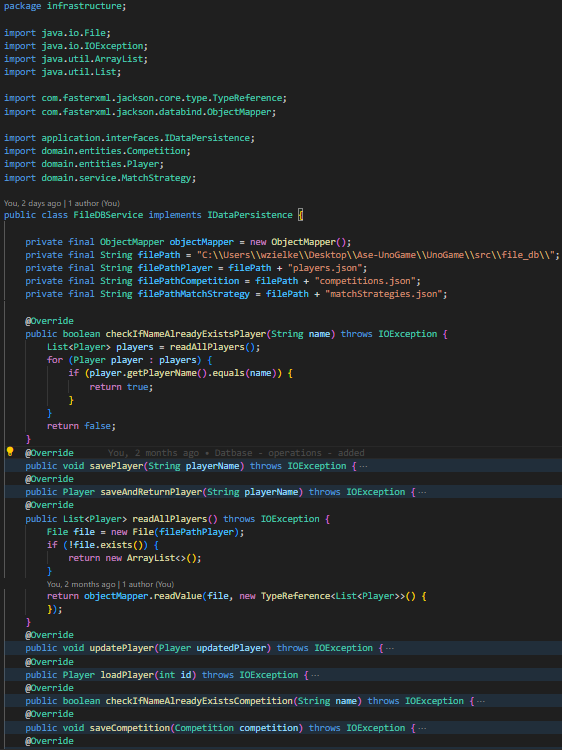 package infrastructure;
import java.io.File;
import java.io.IOException;
import java.util.ArrayList;
import java.util.List;
import com.fasterxml.jackson.core.type.TypeReference;
import com.fasterxml.jackson.databind.ObjectMapper;
import application.interfaces.IDataPersistence;
import domain.entities.Competition;
import domain.entities.Player;
import domain.service.MatchStrategy;
You, 2 days ago | 1 author (You)
public class FileDBService implements IDataPersistence {
private final ObjectMapper objectMapper = new ObjectMapper();
private final String filePath = "C:\\Users\\wzielke\\Desktop\\Ase-UnoGame\\UnoGame\\src\\file_db\\";
private final String filePathPlayer = filePath + "players.json";
private final String filePathCompetition = filePath + "competitions.json";
private final String filePathMatchStrategy = filePath + "matchStrategies.json";
@Override
public boolean checkIfNameAlreadyExistsPlayer(String name) throws IOException {
List<Player> players = readAllPlayers();
for (Player player : players) {
if (player.getPlayerName().equals(name)) {
return true;
}
}
return false;
}
@Override You, 2 months ago • Datbase - operations - added
public void savePlayer(String playerName) throws IOException { ···
@Override
public Player saveAndReturnPlayer(String playerName) throws IOException { ···
@Override
public List<Player> readAllPlayers() throws IOException {
File file = new File(filePathPlayer);
if (!file.exists()) {
return new ArrayList<>();
}
You, 2 months ago | 1 author (You)
return objectMapper.readValue(file, new TypeReference<List<Player>>() {
});
}
@Override
public void updatePlayer(Player updatedPlayer) throws IOException { ···
@Override
public Player loadPlayer(int id) throws IOException { ···
@Override
public boolean checkIfNameAlreadyExistsCompetition(String name) throws IOException { ···
@Override
public void saveCompetition(Competition competition) throws IOException { ···
@Override